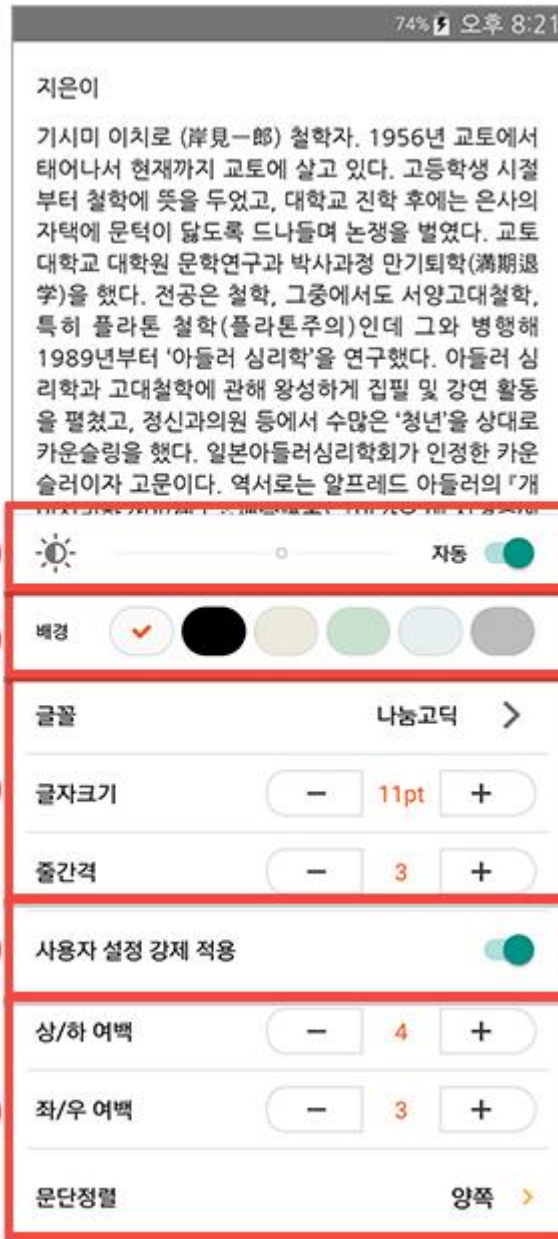 74% 오후 8:21
지은이
기시미 이치로 (岸見一郎) 철학자. 1956년 교토에서
태어나서 현재까지 교토에 살고 있다. 고등학생 시절
부터 철학에 뜻을 두었고, 대학교 진학 후에는 은사의
자택에 문턱이 닳도록 드나들며 논쟁을 벌였다. 교토
대학교 대학원 문학연구과 박사과정 만기퇴학(満期退
学)을 했다. 전공은 철학, 그중에서도 서양고대철학,
특히 플라톤 철학(플라톤주의)인데 그와 병행해
1989년부터 ‘아들러 심리학’을 연구했다. 아들러 심
리학과 고대철학에 관해 왕성하게 집필 및 강연 활동
을 펼쳤고, 정신과의원 등에서 수많은 ‘청년’을 상대로
카운슬링을 했다. 일본아들러심리학회가 인정한 카운
슬러이자 고문이다. 역서로는 알프레드 아들러의 『개
자동
배경
글꼴 나눔고딕
글자크기 − 11pt +
줄간격 − 3 +
사용자 설정 강제 적용
상/하 여백 − 4 +
좌/우 여백 − 3 +
문단정렬 양쪽